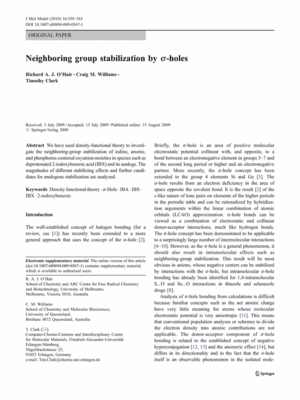 J Mol Model (2010) 16:559–565
DOI 10.1007/s00894-009-0567-1
ORIGINAL PAPER
Neighboring group stabilization by σ-holes
Richard A. J. O'Hair · Craig M. Williams ·
Timothy Clark
Received: 7 July 2009 / Accepted: 15 July 2009 / Published online: 15 August 2009
© Springer-Verlag 2009
Abstract We have used density-functional theory to investi-
gate the neighboring-group stabilization of iodine, arsenic,
and phosphorus-centered oxyanion moieties in species such as
deprotonated 2-iodoxybenzoic acid (IBX) and its analogs. The
magnitudes of different stabilizing effects and further candi-
dates for analogous stabilization are analyzed.
Keywords Density functional theory · σ-Hole · IBA · IBS ·
IBX · 2-iodoxybenzoic
Introduction
The well-established concept of halogen bonding (for a
review, see [1]) has recently been extended to a more
general approach that uses the concept of the σ-hole [2].
Electronic supplementary material The online version of this article
(doi:10.1007/s00894-009-0567-1) contains supplementary material,
which is available to authorized users.
R. A. J. O'Hair
School of Chemistry and ARC Centre for Free Radical Chemistry
and Biotechnology, University of Melbourne,
Melbourne, Victoria 3010, Australia
C. M. Williams
School of Chemistry and Molecular Biosciences,
University of Queensland,
Brisbane 4072 Queensland, Australia
T. Clark
Computer-Chemie-Centrum and Interdisciplinary Center
for Molecular Materials, Friedrich-Alexander-Universität
Erlangen-Nürnberg,
Nägelsbachstrasse 25,
91052 Erlangen, Germany
e-mail: Tim.Clark@chemie.uni-erlangen.de
Briefly, the σ-hole is an area of positive molecular
electrostatic potential collinear with, and opposite, to a
bond between an electronegative element in groups 5–7 and
of the second long period or higher and an electronegative
partner. More recently, the σ-hole concept has been
extended to the group 4 elements Si and Ge [3]. The
σ-hole results from an electron deficiency in the area of
space opposite the covalent bond. It is the result [2] of the
s–like nature of lone pairs on elements of the higher periods
in the periodic table and can be rationalized by hybridiza-
tion arguments within the linear combination of atomic
orbitals (LCAO) approximation. σ-hole bonds can be
viewed as a combination of electrostatic and collinear
donor-acceptor interactions, much like hydrogen bonds.
The σ-hole concept has been demonstrated to be applicable
to a surprisingly large number of intermolecular interactions
[4–10]. However, as the σ-hole is a general phenomenon, it
should also result in intramolecular effects such as
neighboring-group stabilization. This result will be most
obvious in anions, whose negative centers can be stabilized
by interactions with the σ-hole, but intramolecular σ-hole
bonding has already been identified for 1,4-intramolecular
S...O and Se...O interactions in thiazole and selenazole
drugs [8].
Analysis of σ-hole bonding from calculations is difficult
because familiar concepts such as the net atomic charge
have very little meaning for atoms whose molecular
electrostatic potential is very anisotropic [11]. This means
that conventional population analyses or schemes to divide
the electron density into atomic contributions are not
applicable. The donor-acceptor component of σ-hole
bonding is related to the established concept of negative
hyperconjugation [12, 13] and the anomeric effect [14], but
differs in its directionality and in the fact that the σ-hole
itself is an observable phenomenon in the isolated mole-